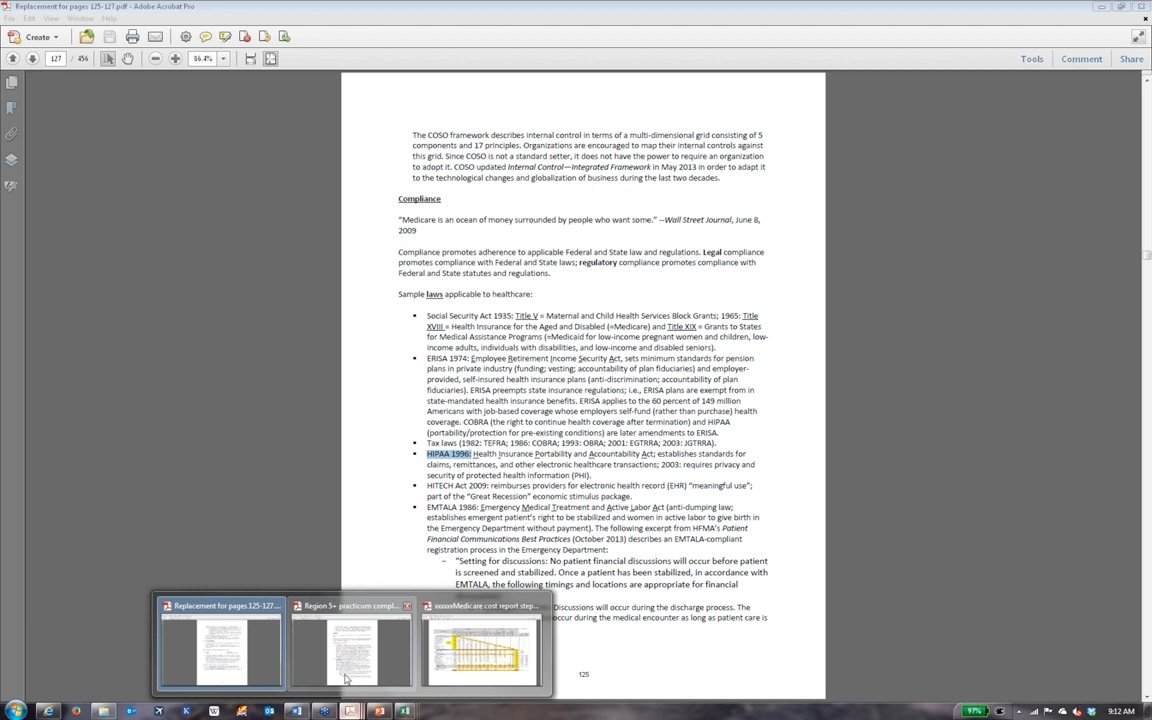 Replacement for pages 125-127.pdf - Adobe Acrobat Pro
File Edit View Window Help
Create
127 / 456
86.4%
Tools Comment Share
The COSO framework describes internal control in terms of a multi-dimensional grid consisting of 5
components and 17 principles. Organizations are encouraged to map their internal controls against
this grid. Since COSO is not a standard setter, it does not have the power to require an organization
to adopt it. COSO updated Internal Control—Integrated Framework in May 2013 in order to adapt it
to the technological changes and globalization of business during the last two decades.
Compliance
“Medicare is an ocean of money surrounded by people who want some.” --Wall Street Journal, June 8,
2009
Compliance promotes adherence to applicable Federal and State law and regulations. Legal compliance
promotes compliance with Federal and State laws; regulatory compliance promotes compliance with
Federal and State statutes and regulations.
Sample laws applicable to healthcare:
Social Security Act 1935: Title V = Maternal and Child Health Services Block Grants; 1965: Title
XVIII = Health Insurance for the Aged and Disabled (=Medicare) and Title XIX = Grants to States
for Medical Assistance Programs (=Medicaid for low-income pregnant women and children, low-
income adults, individuals with disabilities, and low-income and disabled seniors).
ERISA 1974: Employee Retirement Income Security Act, sets minimum standards for pension
plans in private industry (funding; vesting; accountability of plan fiduciaries) and employer-
provided, self-insured health insurance plans (anti-discrimination; accountability of plan
fiduciaries). ERISA preempts state insurance regulations; i.e., ERISA plans are exempt from in
state-mandated health insurance benefits. ERISA applies to the 60 percent of 149 million
Americans with job-based coverage whose employers self-fund (rather than purchase) health
coverage. COBRA (the right to continue health coverage after termination) and HIPAA
(portability/protection for pre-existing conditions) are later amendments to ERISA.
Tax laws (1982: TEFRA; 1986: COBRA; 1993: OBRA; 2001: EGTRRA; 2003: JGTRRA).
HIPAA 1996: Health Insurance Portability and Accountability Act; establishes standards for
claims, remittances, and other electronic healthcare transactions; 2003: requires privacy and
security of protected health information (PHI).
HITECH Act 2009: reimburses providers for electronic health record (EHR) “meaningful use”;
part of the “Great Recession” economic stimulus package.
EMTALA 1986: Emergency Medical Treatment and Active Labor Act (anti-dumping law;
establishes emergent patient’s right to be stabilized and women in active labor to give birth in
the Emergency Department without payment). The following excerpt from HFMA’s Patient
Financial Communications Best Practices (October 2013) describes an EMTALA-compliant
registration process in the Emergency Department:
– “Setting for discussions: No patient financial discussions will occur before patient
is screened and stabilized. Once a patient has been stabilized, in accordance with
EMTALA, the following timings and locations are appropriate for financial
Discussions will occur during the discharge process. The
occur during the medical encounter as long as patient care is
125
Replacement for pages 125-127....
Region 5+ practicum compl...
xxxxxMedicare cost report step...
97%
9:12 AM